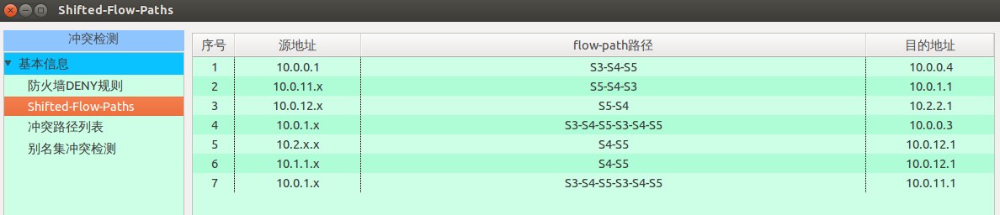 Shifted-Flow-Paths
冲突检测
基本信息
防火墙DENY规则
Shifted-Flow-Paths
冲突路径列表
别名集冲突检测
序号 源地址 flow-path路径 目的地址
1 10.0.0.1 S3-S4-S5 10.0.0.4
2 10.0.11.x S5-S4-S3 10.0.1.1
3 10.0.12.x S5-S4 10.2.2.1
4 10.0.1.x S3-S4-S5-S3-S4-S5 10.0.0.3
5 10.2.x.x S4-S5 10.0.12.1
6 10.1.1.x S4-S5 10.0.12.1
7 10.0.1.x S3-S4-S5-S3-S4-S5 10.0.11.1